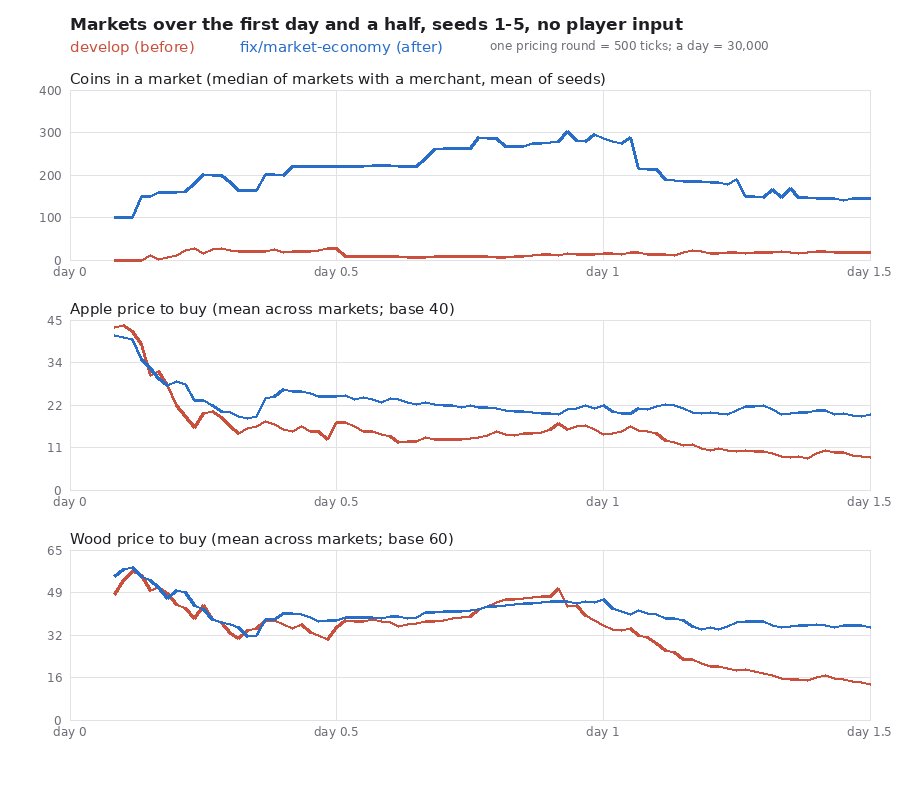 Markets over the first day and a half, seeds 1-5, no player input
develop (before) fix/market-economy (after) one pricing round = 500 ticks; a day = 30,000
Coins in a market (median of markets with a merchant, mean of seeds)
400
300
200
100
0
day 0 day 0.5 day 1 day 1.5
Apple price to buy (mean across markets; base 40)
45
34
22
11
0
day 0 day 0.5 day 1 day 1.5
Wood price to buy (mean across markets; base 60)
65
49
32
16
0
day 0 day 0.5 day 1 day 1.5